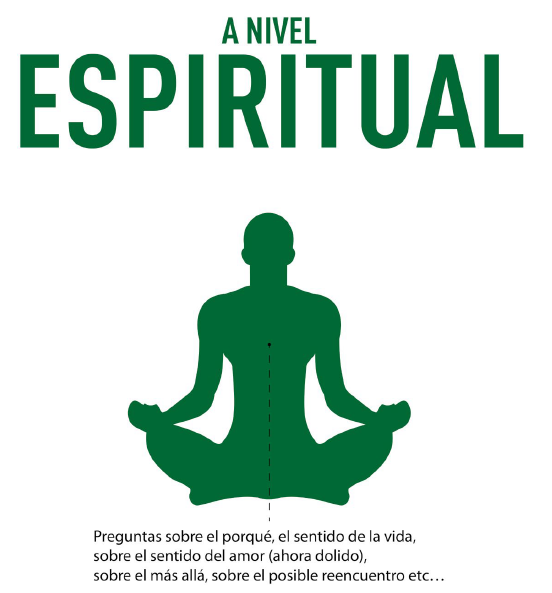 A NIVEL
ESPIRITUAL
Preguntas sobre el porqué, el sentido de la vida,
sobre el sentido del amor (ahora dolido),
sobre el más allá, sobre el posible reencuentro etc…